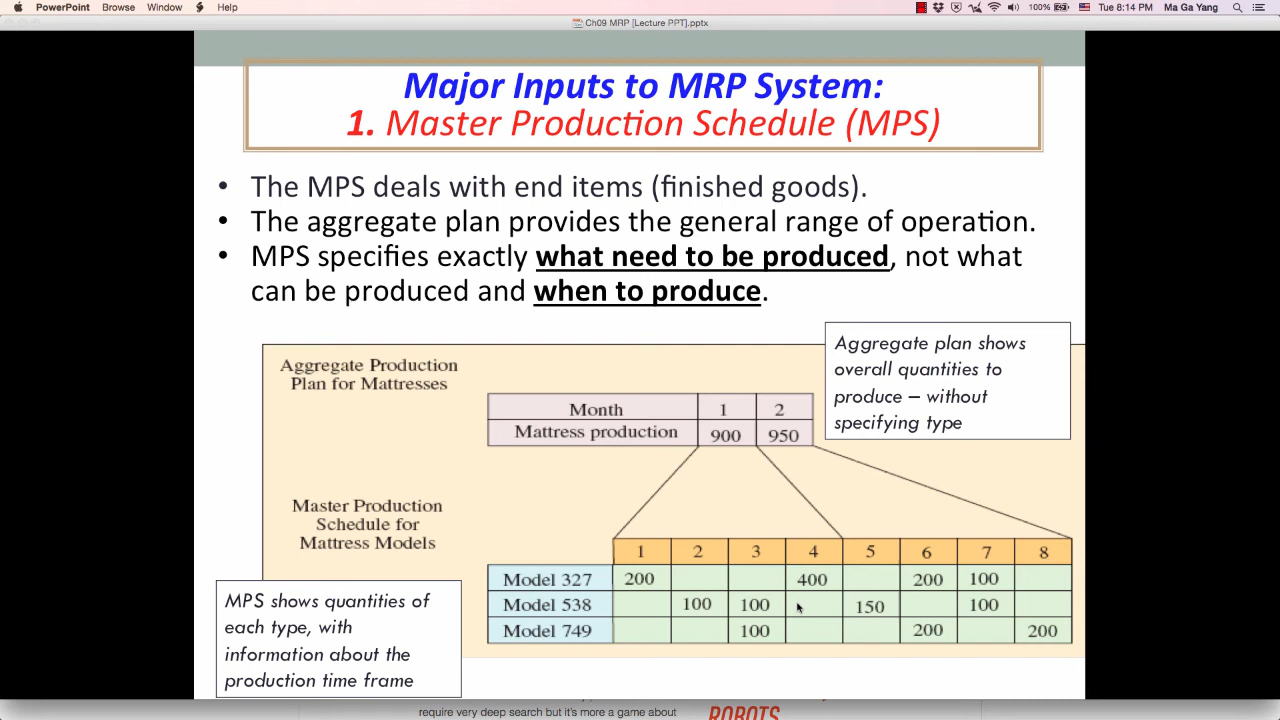 PowerPoint Browse Window Help 100% Tue 8:14 PM Ma Ga Yang
Ch09 MRP [Lecture PPT].pptx
Major Inputs to MRP System:
1. Master Production Schedule (MPS)
• The MPS deals with end items (finished goods).
• The aggregate plan provides the general range of operation.
• MPS specifies exactly what need to be produced, not what
can be produced and when to produce.
Aggregate plan shows
overall quantities to
produce – without
specifying type
Aggregate Production
Plan for Mattresses
Month 1 2
Mattress production 900 950
Master Production
Schedule for
Mattress Models
1 2 3 4 5 6 7 8
Model 327 200 400 200 100
Model 538 100 100 150 100
Model 749 100 200 200
MPS shows quantities of
each type, with
information about the
production time frame
require very deep search but it's more a game about
ROBOTS